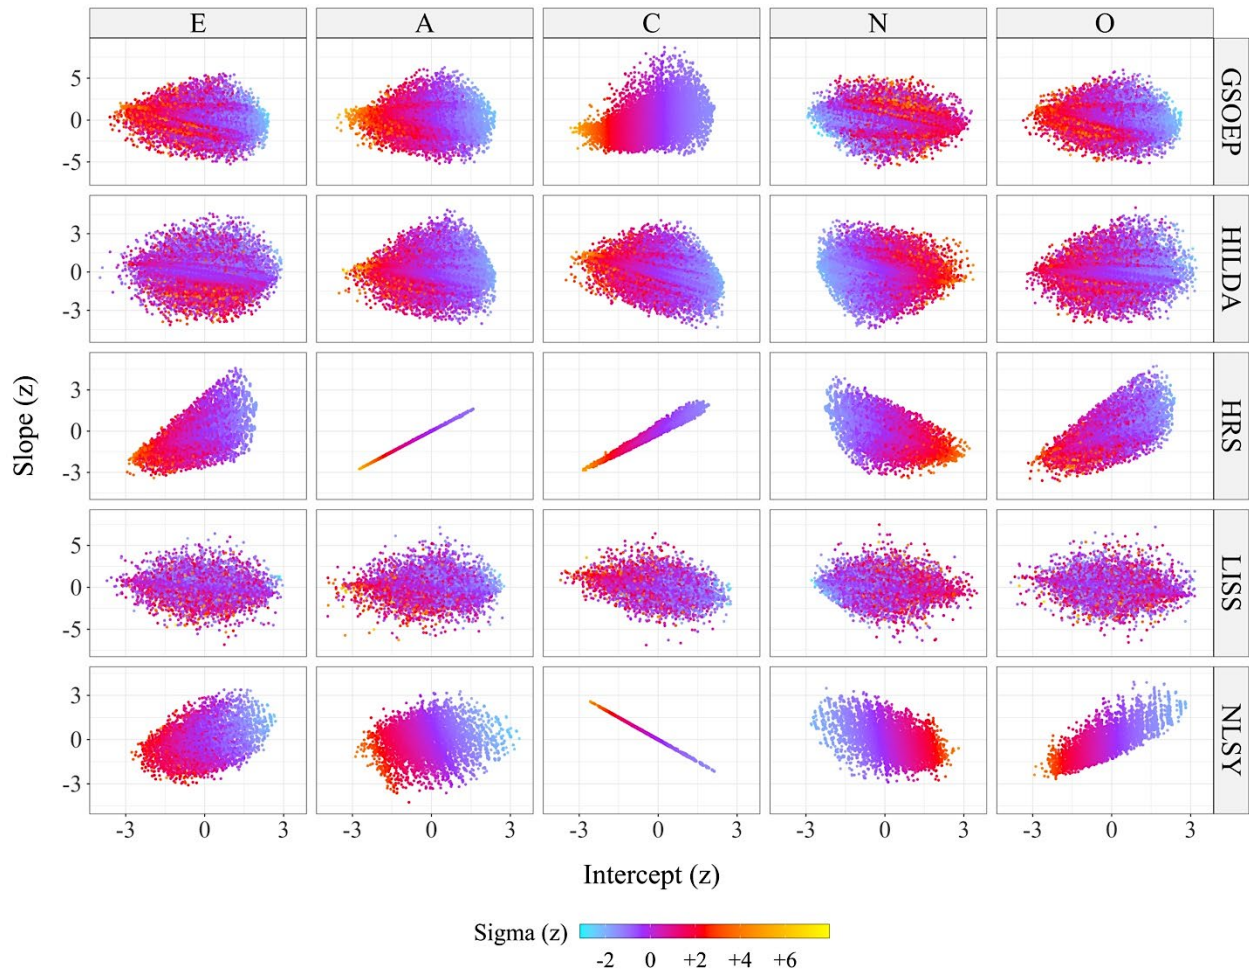 E A C N O
5
0
-5
GSOEP
3
0
-3
HILDA
3
0
-3
HRS
5
0
-5
LISS
3
0
-3
NLSY
Slope (z)
-3 0 3 -3 0 3 -3 0 3 -3 0 3 -3 0 3
Intercept (z)
Sigma (z)
-2 0 +2 +4 +6